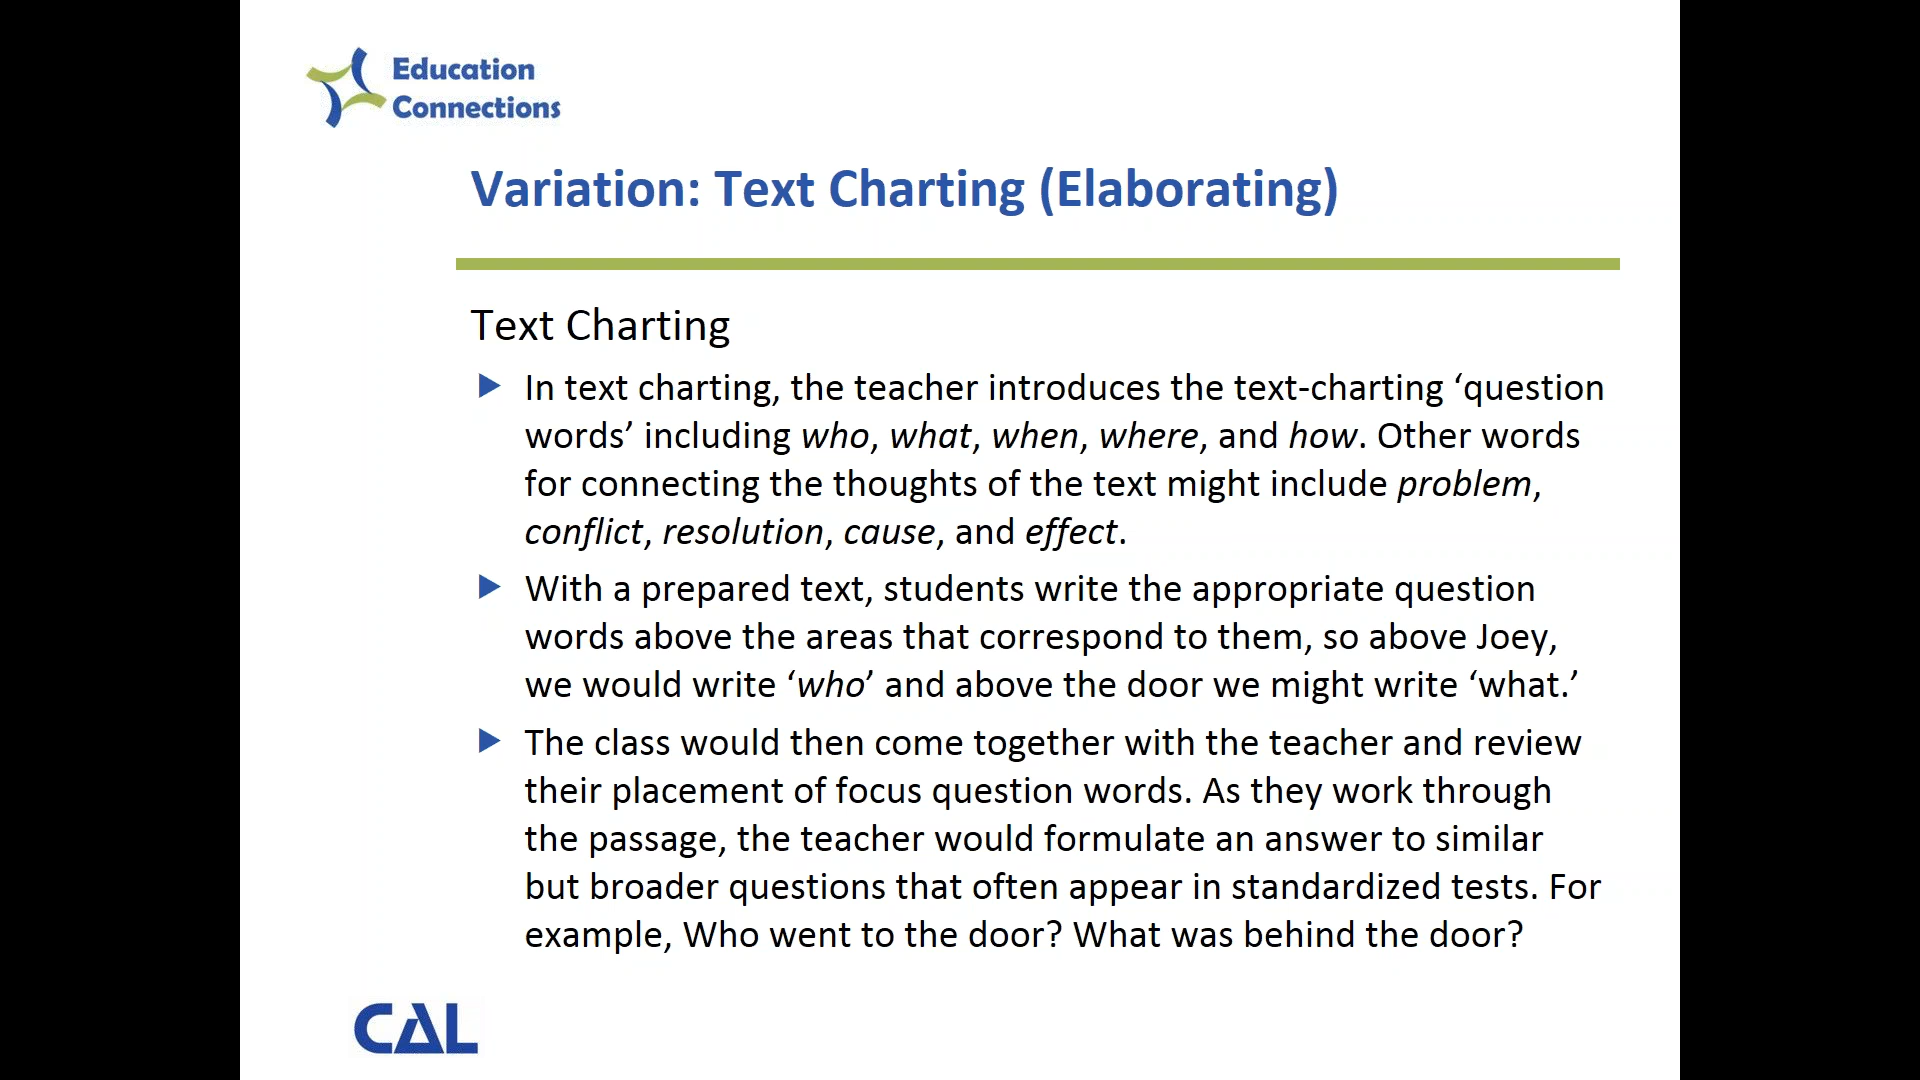 Education
Connections
Variation: Text Charting (Elaborating)
Text Charting
In text charting, the teacher introduces the text-charting ‘question
words’ including who, what, when, where, and how. Other words
for connecting the thoughts of the text might include problem,
conflict, resolution, cause, and effect.
With a prepared text, students write the appropriate question
words above the areas that correspond to them, so above Joey,
we would write ‘who’ and above the door we might write ‘what.’
The class would then come together with the teacher and review
their placement of focus question words. As they work through
the passage, the teacher would formulate an answer to similar
but broader questions that often appear in standardized tests. For
example, Who went to the door? What was behind the door?
CAL